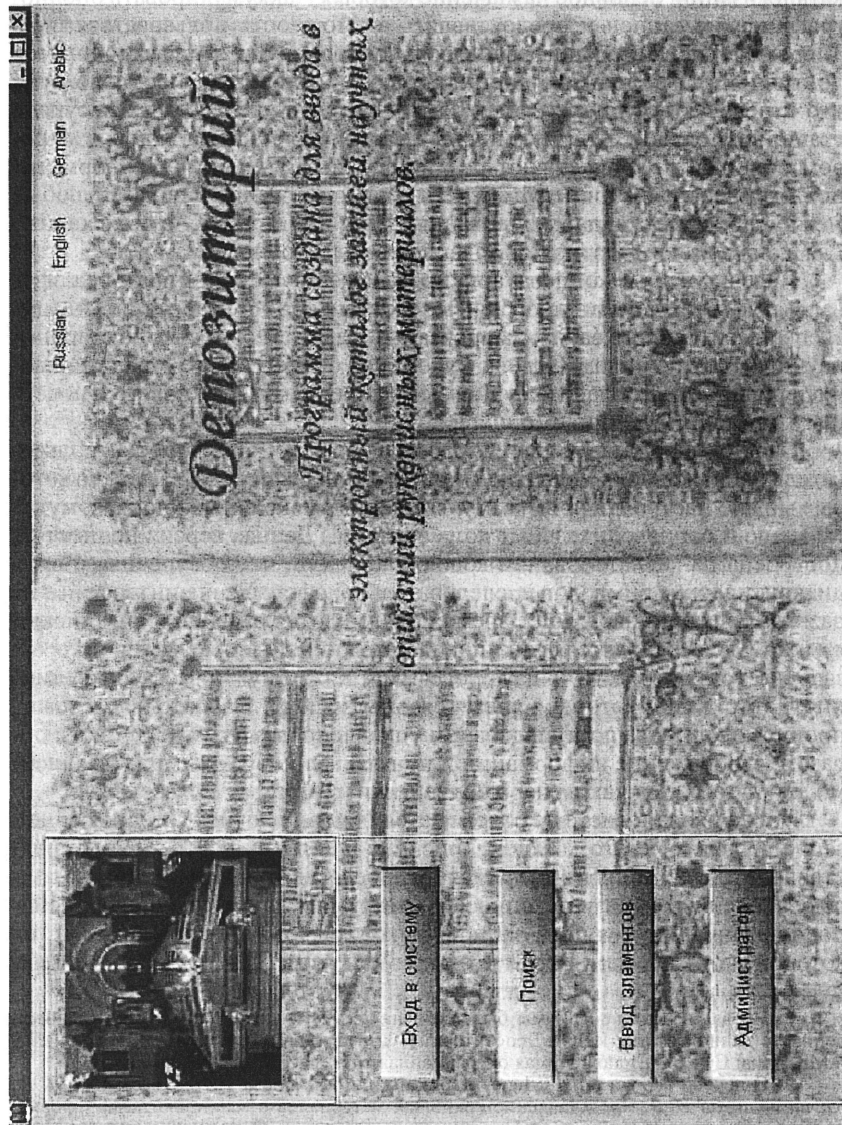 Russian English German Arabic
Депозитарий
Программа создана для ввода в
электронный каталог записей научных
описаний рукописных материалов.
Вход в систему
Поиск
Ввод элементов
Администратер